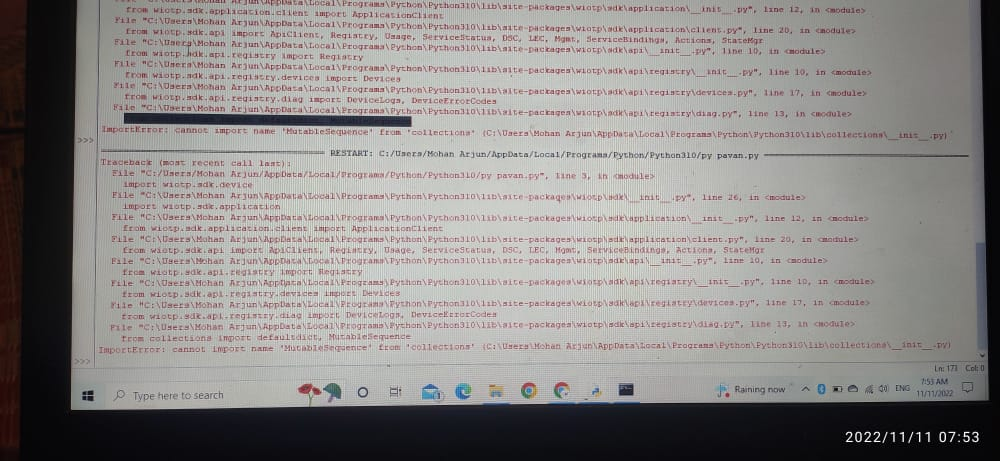 from wiotp.sdk.application.client import ApplicationClient
File "C:\Users\Mohan Arjun\AppData\Local\Programs\Python\Python310\lib\site-packages\wiotp\sdk\application\client.py", line 20, in <module>
from wiotp.sdk.api import ApiClient, Registry, Usage, ServiceStatus, DSC, LEC, Mgmt, ServiceBindings, Actions, StateMgr
File "C:\Users\Mohan Arjun\AppData\Local\Programs\Python\Python310\lib\site-packages\wiotp\sdk\api\__init__.py", line 10, in <module>
from wiotp.sdk.api.registry import Registry
File "C:\Users\Mohan Arjun\AppData\Local\Programs\Python\Python310\lib\site-packages\wiotp\sdk\api\registry\__init__.py", line 10, in <module>
from wiotp.sdk.api.registry.devices import Devices
File "C:\Users\Mohan Arjun\AppData\Local\Programs\Python\Python310\lib\site-packages\wiotp\sdk\api\registry\devices.py", line 17, in <module>
from wiotp.sdk.api.registry.diag import DeviceLogs, DeviceErrorCodes
File "C:\Users\Mohan Arjun\AppData\Local\Programs\Python\Python310\lib\site-packages\wiotp\sdk\api\registry\diag.py", line 13, in <module>
ImportError: cannot import name 'MutableSequence' from 'collections' (C:\Users\Mohan Arjun\AppData\Local\Programs\Python\Python310\lib\collections\__init__.py)
>>>
RESTART: C:/Users/Mohan Arjun/AppData/Local/Programs/Python/Python310/py pavan.py
Traceback (most recent call last):
File "C:/Users/Mohan Arjun/AppData/Local/Programs/Python/Python310/py pavan.py", line 3, in <module>
import wiotp.sdk.device
File "C:\Users\Mohan Arjun\AppData\Local\Programs\Python\Python310\lib\site-packages\wiotp\sdk\__init__.py", line 26, in <module>
import wiotp.sdk.application
File "C:\Users\Mohan Arjun\AppData\Local\Programs\Python\Python310\lib\site-packages\wiotp\sdk\application\__init__.py", line 12, in <module>
from wiotp.sdk.application.client import ApplicationClient
File "C:\Users\Mohan Arjun\AppData\Local\Programs\Python\Python310\lib\site-packages\wiotp\sdk\application\client.py", line 20, in <module>
from wiotp.sdk.api import ApiClient, Registry, Usage, ServiceStatus, DSC, LEC, Mgmt, ServiceBindings, Actions, StateMgr
File "C:\Users\Mohan Arjun\AppData\Local\Programs\Python\Python310\lib\site-packages\wiotp\sdk\api\__init__.py", line 10, in <module>
from wiotp.sdk.api.registry import Registry
File "C:\Users\Mohan Arjun\AppData\Local\Programs\Python\Python310\lib\site-packages\wiotp\sdk\api\registry\__init__.py", line 10, in <module>
from wiotp.sdk.api.registry.devices import Devices
File "C:\Users\Mohan Arjun\AppData\Local\Programs\Python\Python310\lib\site-packages\wiotp\sdk\api\registry\devices.py", line 17, in <module>
from wiotp.sdk.api.registry.diag import DeviceLogs, DeviceErrorCodes
File "C:\Users\Mohan Arjun\AppData\Local\Programs\Python\Python310\lib\site-packages\wiotp\sdk\api\registry\diag.py", line 13, in <module>
from collections import defaultdict, MutableSequence
ImportError: cannot import name 'MutableSequence' from 'collections' (C:\Users\Mohan Arjun\AppData\Local\Programs\Python\Python310\lib\collections\__init__.py)
>>>
Ln: 173 Col: 0
Type here to search
Raining now
ENG
7:53 AM
11/11/2022
2022/11/11 07:53